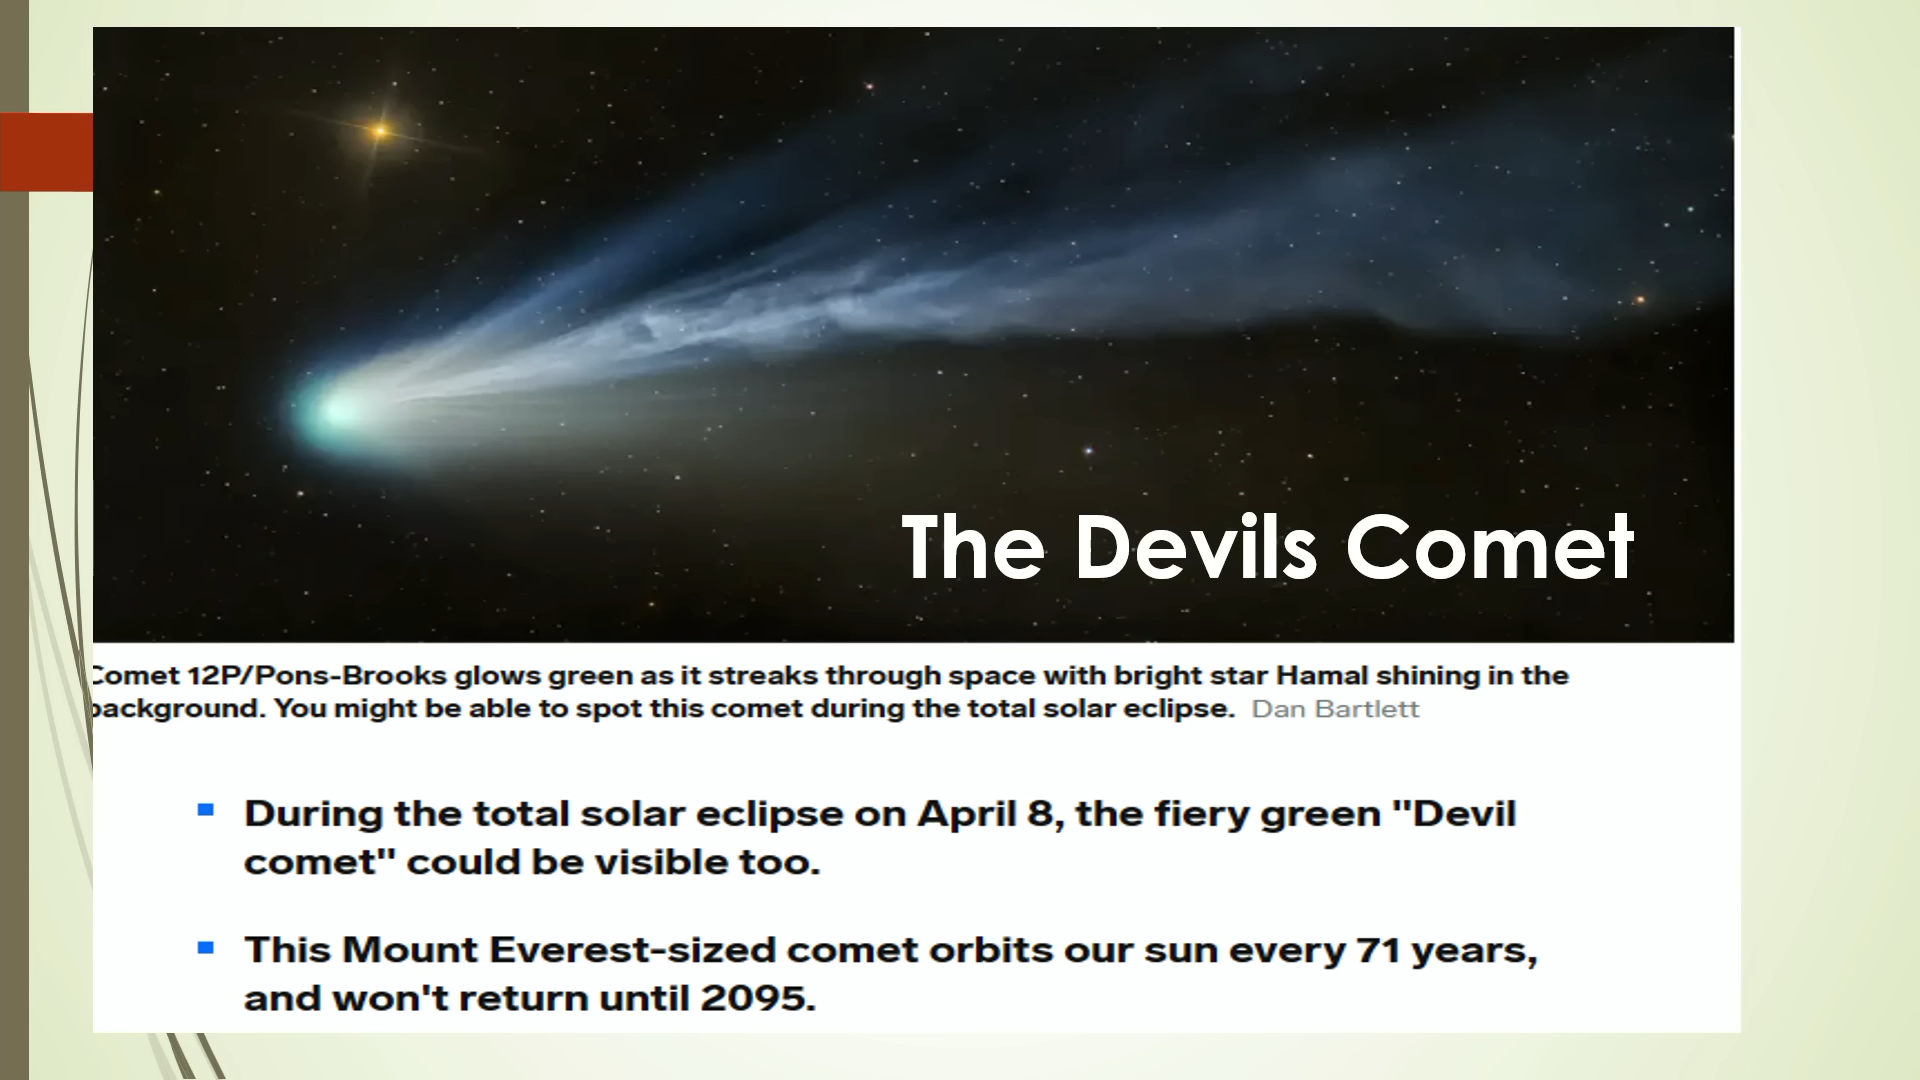 The Devils Comet
Comet 12P/Pons-Brooks glows green as it streaks through space with bright star Hamal shining in the
background. You might be able to spot this comet during the total solar eclipse. Dan Bartlett
During the total solar eclipse on April 8, the fiery green "Devil
comet" could be visible too.
This Mount Everest-sized comet orbits our sun every 71 years,
and won't return until 2095.